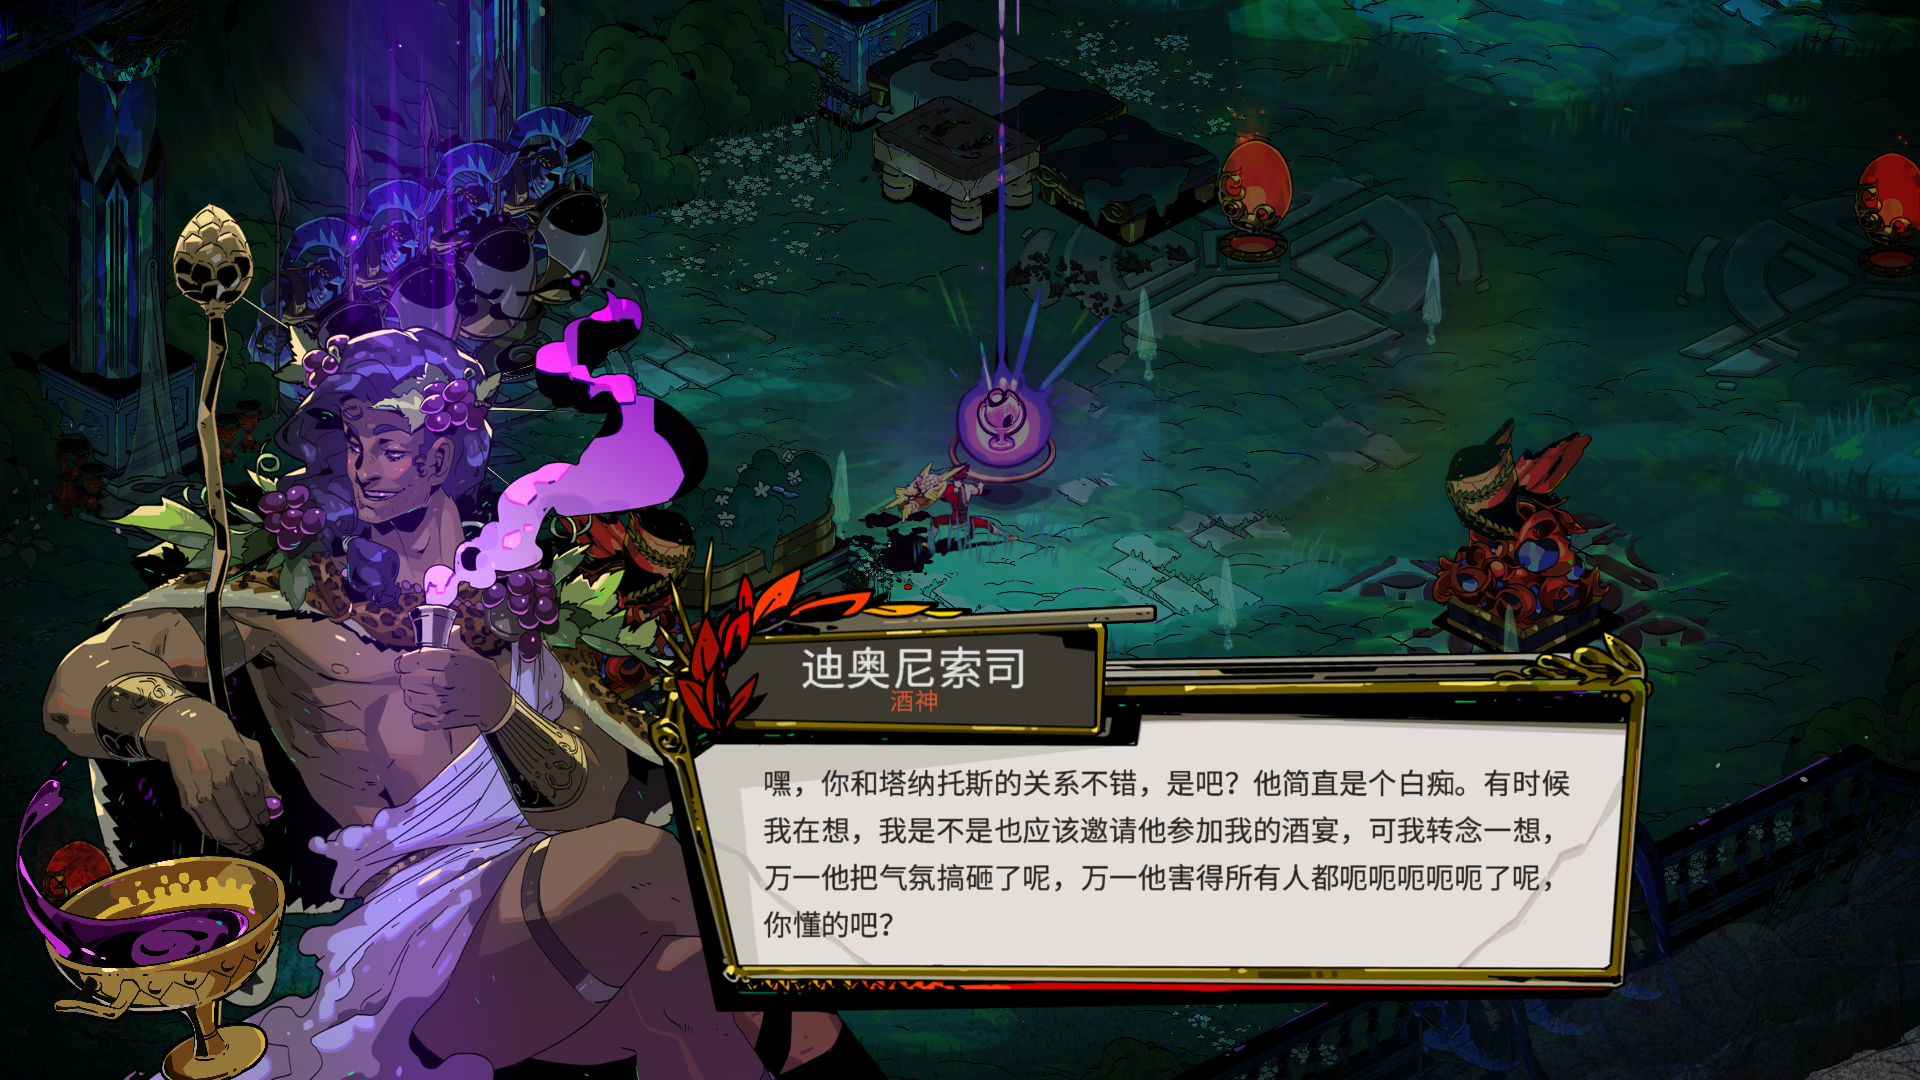 迪奥尼索司
酒神
嘿，你和塔纳托斯的关系不错，是吧？他简直是个白痴。有时候
我在想，我是不是也应该邀请他参加我的酒宴，可我转念一想，
万一他把气氛搞砸了呢，万一他害得所有人都呃呃呃呃呃了呢，
你懂的吧？